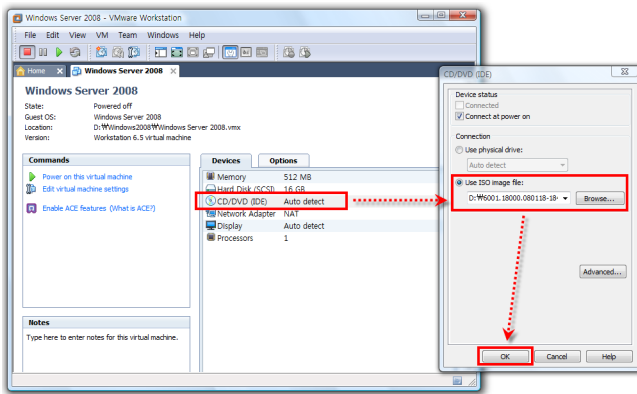 Windows Server 2008 - VMware Workstation
File Edit View VM Team Windows Help
Home Windows Server 2008
Windows Server 2008
State: Powered off
Guest OS: Windows Server 2008
Location: D:₩Windows2008₩Windows Server 2008.vmx
Version: Workstation 6.5 virtual machine
Commands
Power on this virtual machine
Edit virtual machine settings
Enable ACE features (What is ACE?)
Devices Options
Memory 512 MB
Hard Disk (SCSI) 16 GB
CD/DVD (IDE) Auto detect
Network Adapter NAT
Display Auto detect
Processors 1
Notes
Type here to enter notes for this virtual machine.
CD/DVD (IDE)
Device status
Connected
Connect at power on
Connection
Use physical drive:
Auto detect
Use ISO image file:
D:₩6001.18000.080118-18 Browse...
Advanced...
OK Cancel Help